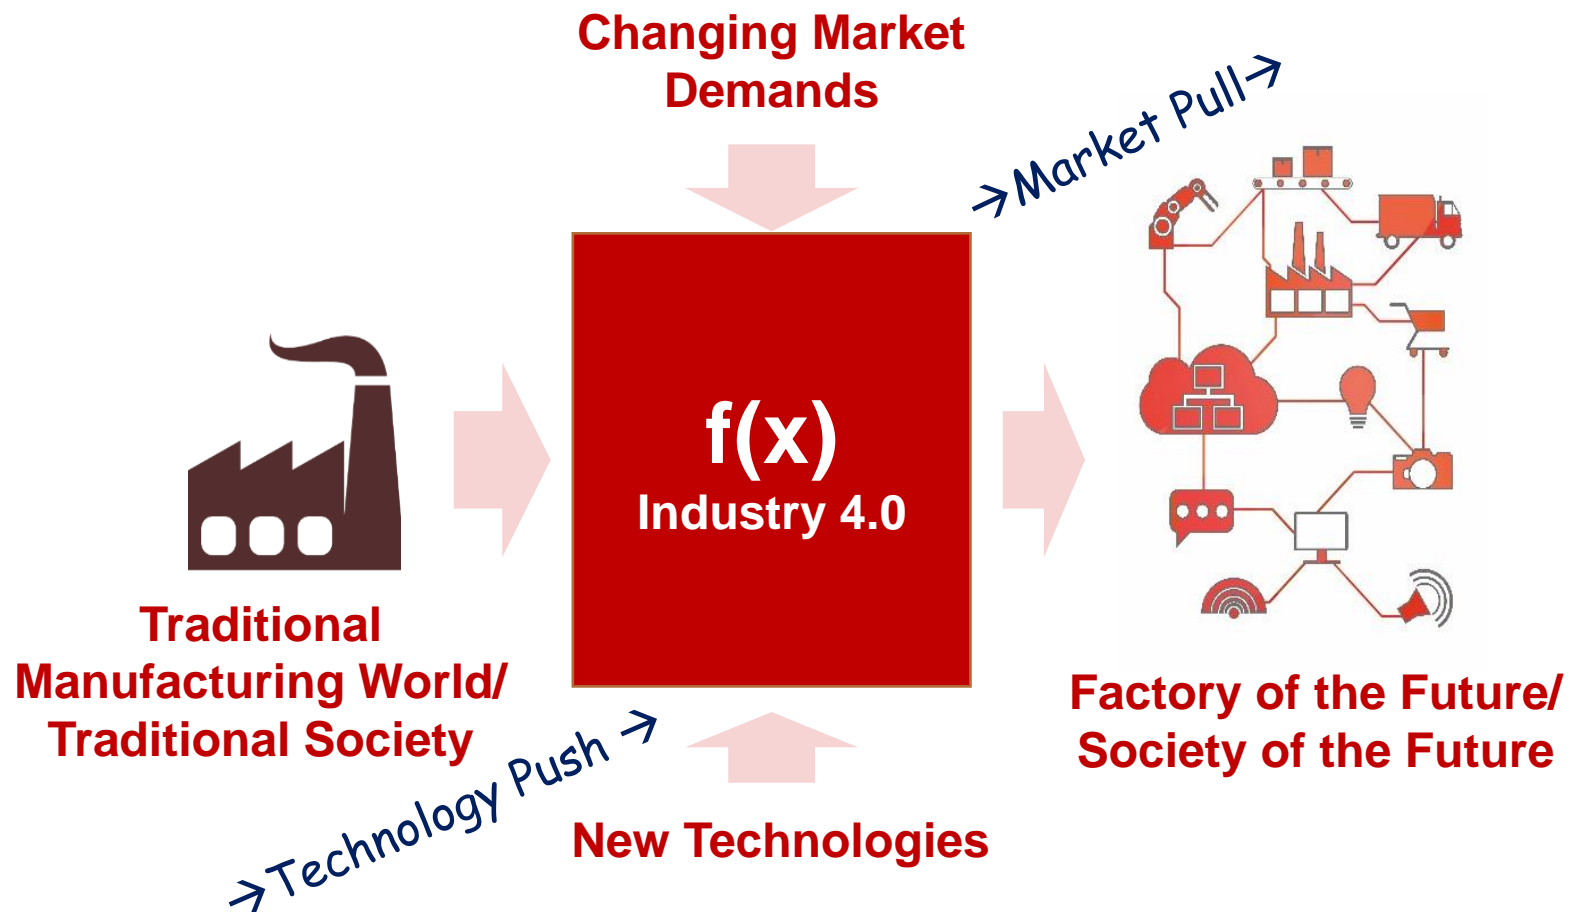 Changing Market
Demands
→Market Pull→
f(x)
Industry 4.0
Traditional
Manufacturing World/
Traditional Society
Factory of the Future/
Society of the Future
→Technology Push →
New Technologies